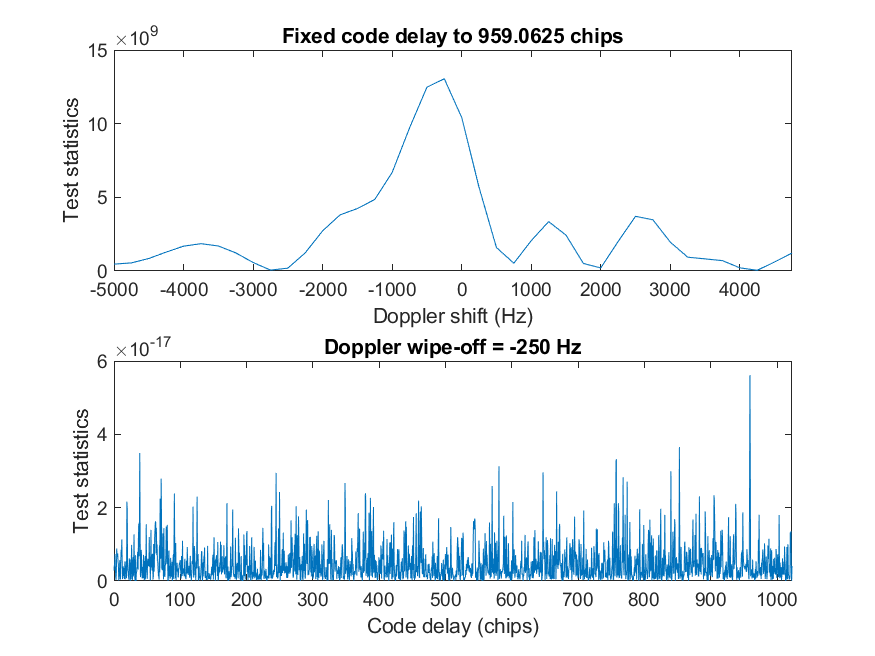 Fixed code delay to 959.0625 chips
×10^9
15
10
5
0
Test statistics
-5000 -4000 -3000 -2000 -1000 0 1000 2000 3000 4000
Doppler shift (Hz)
Doppler wipe-off = -250 Hz
×10^-17
6
4
2
0
Test statistics
0 100 200 300 400 500 600 700 800 900 1000
Code delay (chips)